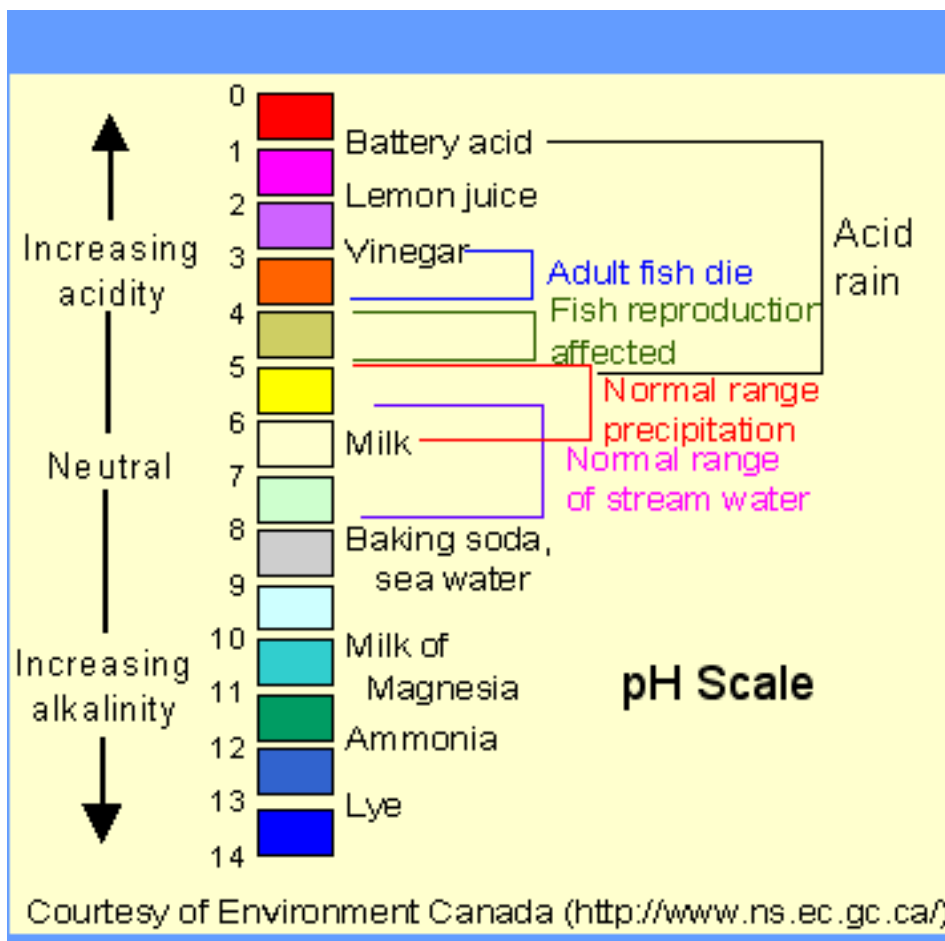 0
1
Battery acid
Lemon juice
2
Increasing
acidity
3
Vinegar
Adult fish die
Acid
rain
4
Fish reproduction
affected
5
Normal range
precipitation
6
Neutral
Milk
Normal range
of stream water
7
8
Baking soda,
sea water
9
10
Increasing
alkalinity
Milk of
Magnesia
pH Scale
11
Ammonia
12
13
Lye
14
Courtesy of Environment Canada (http://www.ns.ec.gc.ca/)